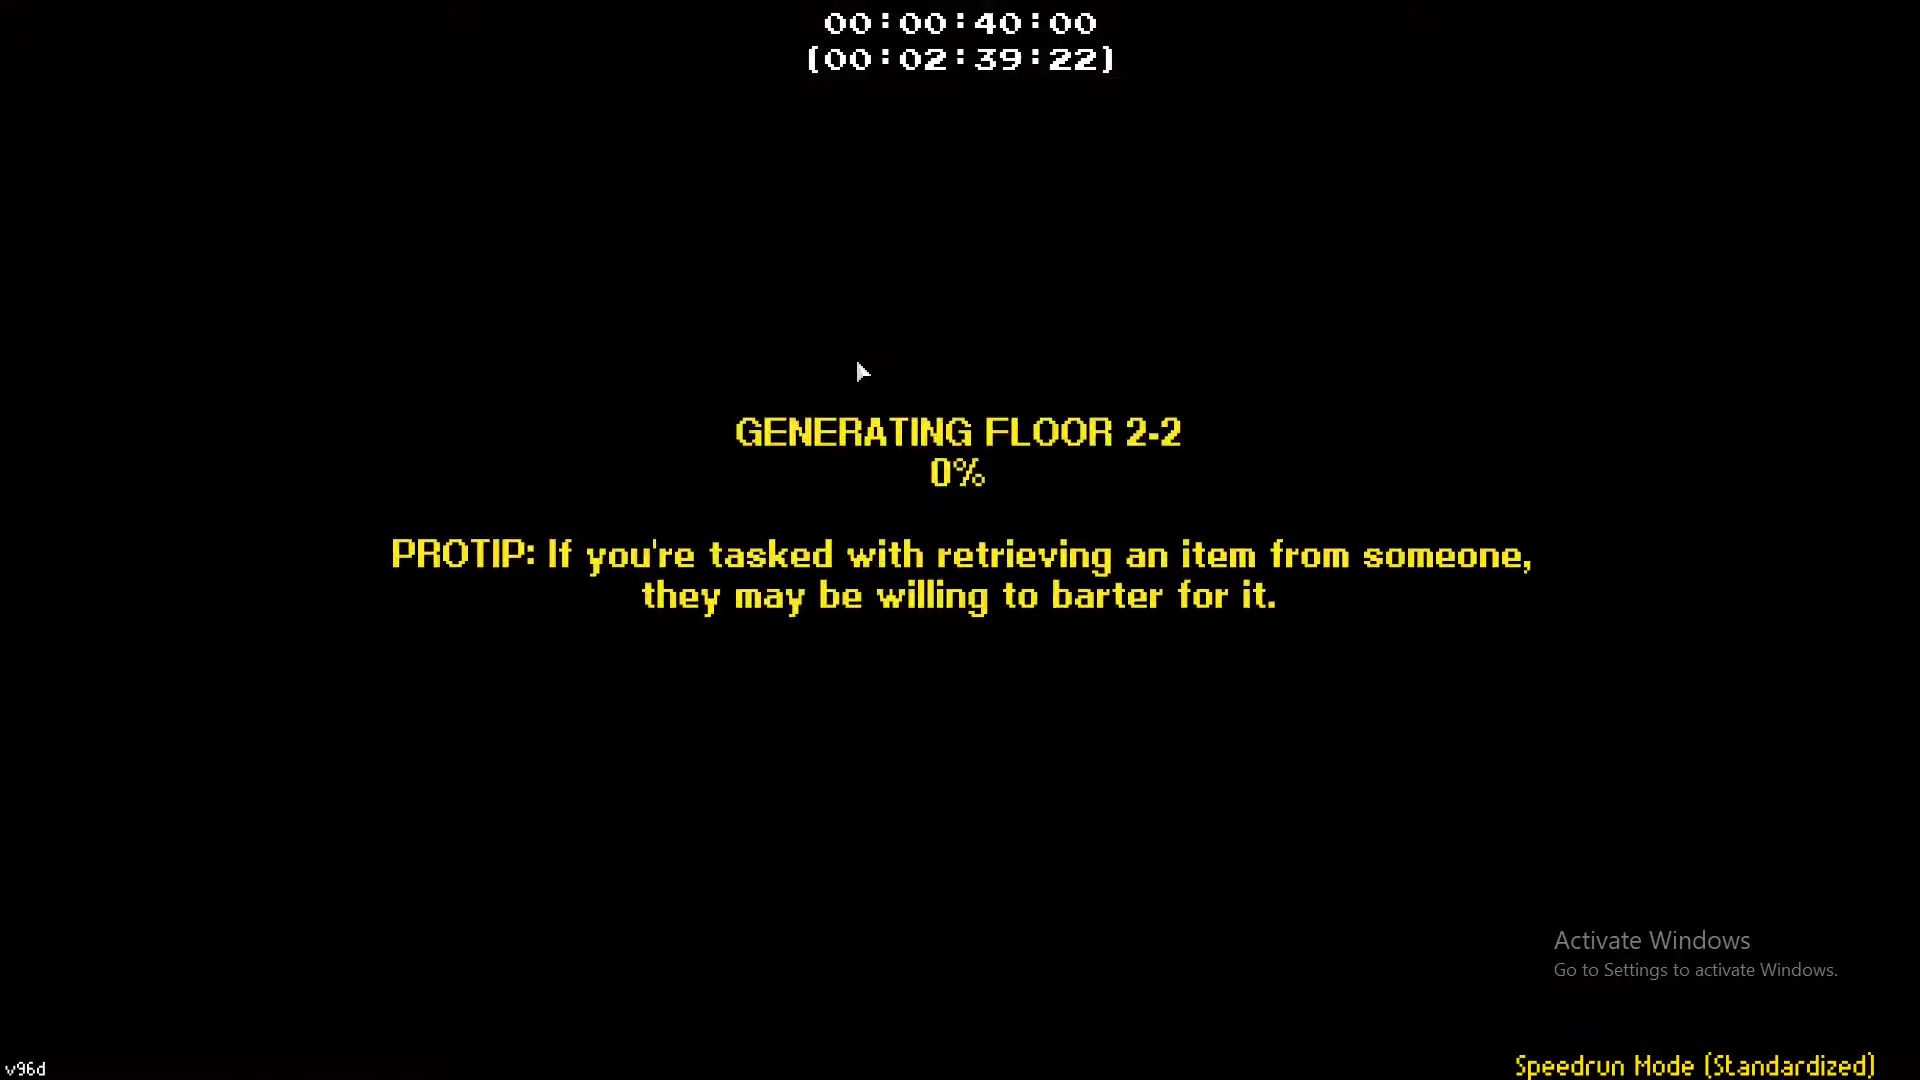 00:00:40:00
[00:02:39:22]
GENERATING FLOOR 2-2
0%
PROTIP: If you're tasked with retrieving an item from someone,
they may be willing to barter for it.
Activate Windows
Go to Settings to activate Windows.
v96d
Speedrun Mode (Standardized)